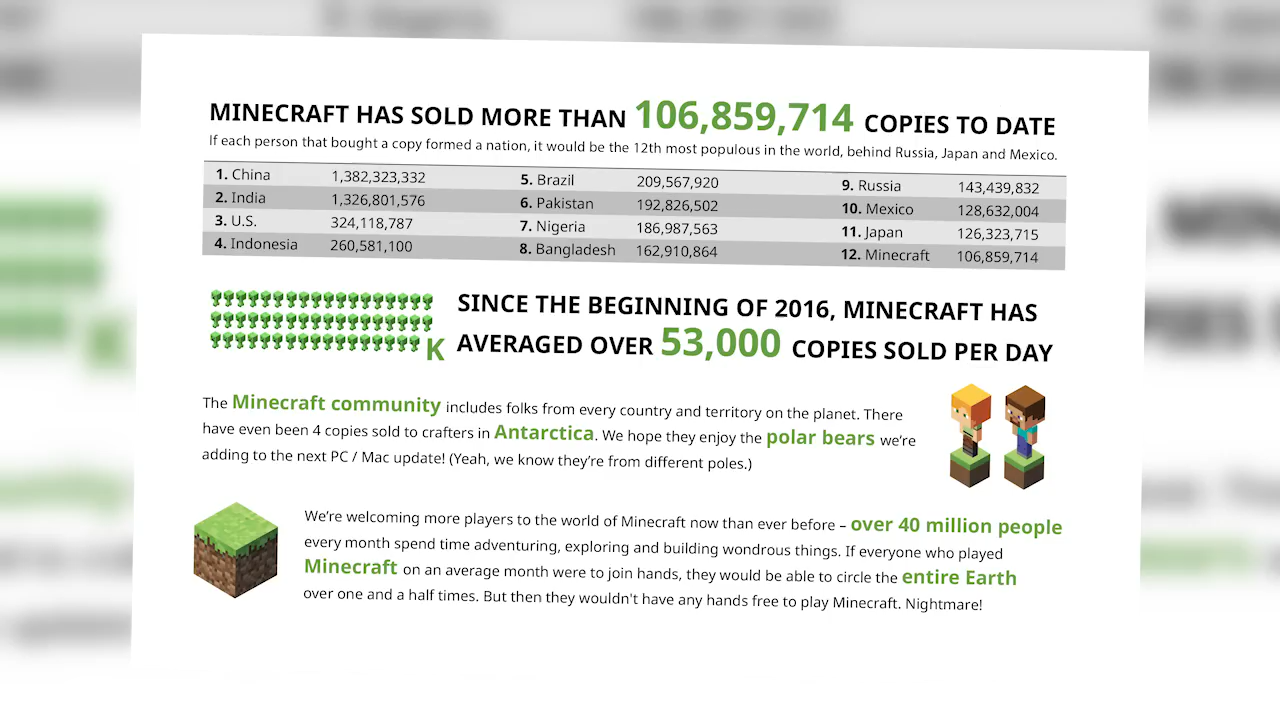 MINECRAFT HAS SOLD MORE THAN 106,859,714 COPIES TO DATE
If each person that bought a copy formed a nation, it would be the 12th most populous in the world, behind Russia, Japan and Mexico.
1. China 1,382,323,332 5. Brazil 209,567,920 9. Russia 143,439,832
2. India 1,326,801,576 6. Pakistan 192,826,502 10. Mexico 128,632,004
3. U.S. 324,118,787 7. Nigeria 186,987,563 11. Japan 126,323,715
4. Indonesia 260,581,100 8. Bangladesh 162,910,864 12. Minecraft 106,859,714
SINCE THE BEGINNING OF 2016, MINECRAFT HAS
K AVERAGED OVER 53,000 COPIES SOLD PER DAY
The Minecraft community includes folks from every country and territory on the planet. There
have even been 4 copies sold to crafters in Antarctica. We hope they enjoy the polar bears we're
adding to the next PC / Mac update! (Yeah, we know they're from different poles.)
We're welcoming more players to the world of Minecraft now than ever before – over 40 million people
every month spend time adventuring, exploring and building wondrous things. If everyone who played
Minecraft on an average month were to join hands, they would be able to circle the entire Earth
over one and a half times. But then they wouldn't have any hands free to play Minecraft. Nightmare!